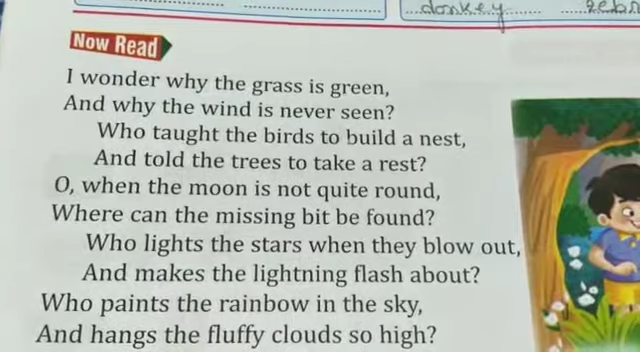 donkey
Now Read
I wonder why the grass is green,
And why the wind is never seen?
Who taught the birds to build a nest,
And told the trees to take a rest?
O, when the moon is not quite round,
Where can the missing bit be found?
Who lights the stars when they blow out,
And makes the lightning flash about?
Who paints the rainbow in the sky,
And hangs the fluffy clouds so high?